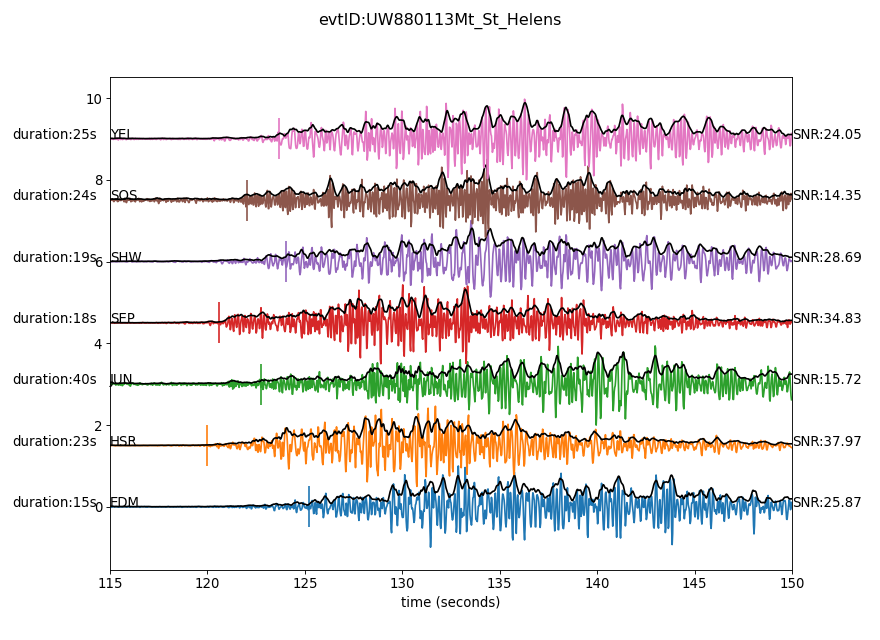 evtID:UW880113Mt_St_Helens
10
duration:25s YEL SNR:24.05
8
duration:24s SOS SNR:14.35
duration:19s SHW SNR:28.69
6
duration:18s SEP SNR:34.83
4
duration:40s JUN SNR:15.72
2
duration:23s HSR SNR:37.97
duration:15s EDM SNR:25.87
0
115 120 125 130 135 140 145 150
time (seconds)